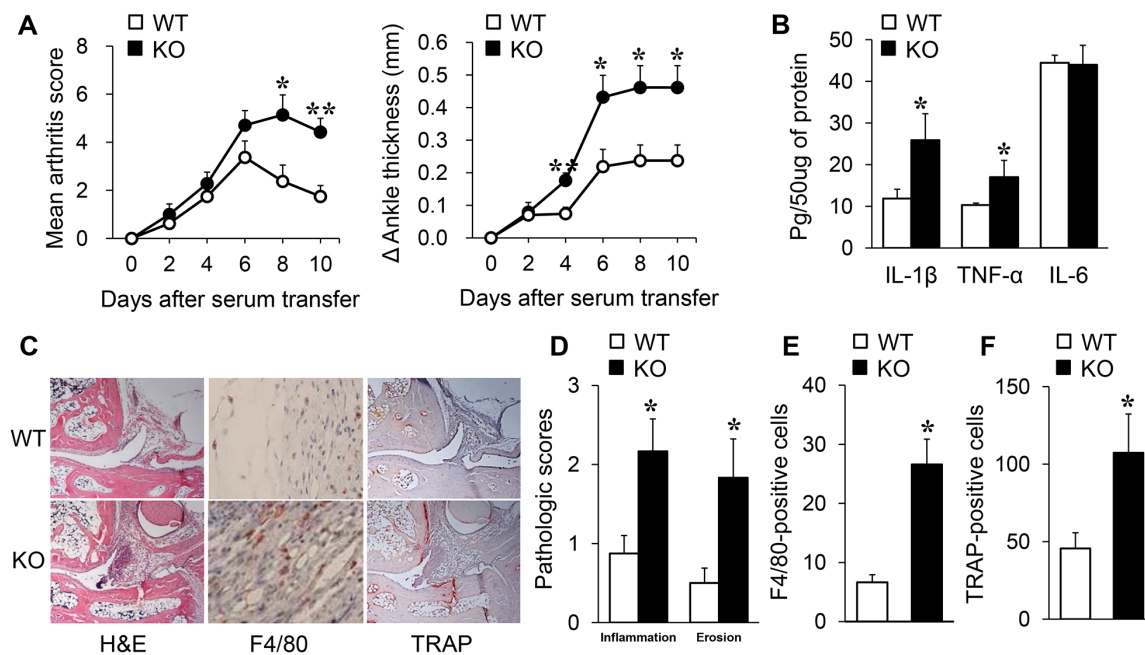 A
WT
KO
Mean arthritis score
8
6
4
2
0
*
**
0 2 4 6 8 10
Days after serum transfer
Δ Ankle thickness (mm)
0.6
0.5
0.4
0.3
0.2
0.1
0.0
**
* * *
0 2 4 6 8 10
Days after serum transfer
B
WT
KO
Pg/50ug of protein
50
40
30
20
10
0
*
*
IL-1β TNF-α IL-6
C
WT
KO
H&E F4/80 TRAP
D
WT
KO
Pathologic scores
3
2
1
0
* *
Inflammation Erosion
E
WT
KO
F4/80-positive cells
40
30
20
10
0
*
F
WT
KO
TRAP-positive cells
150
100
50
0
*